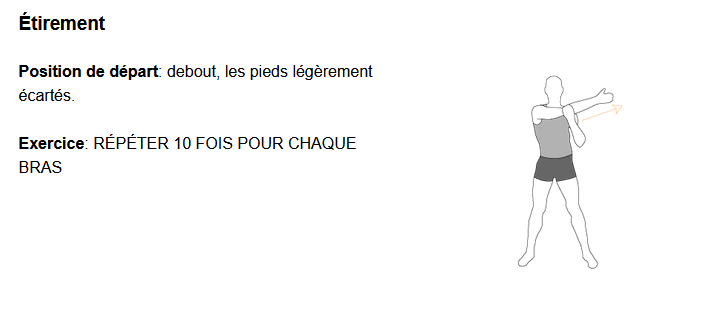 Étirement
Position de départ: debout, les pieds légèrement
écartés.
Exercice: RÉPÉTER 10 FOIS POUR CHAQUE
BRAS